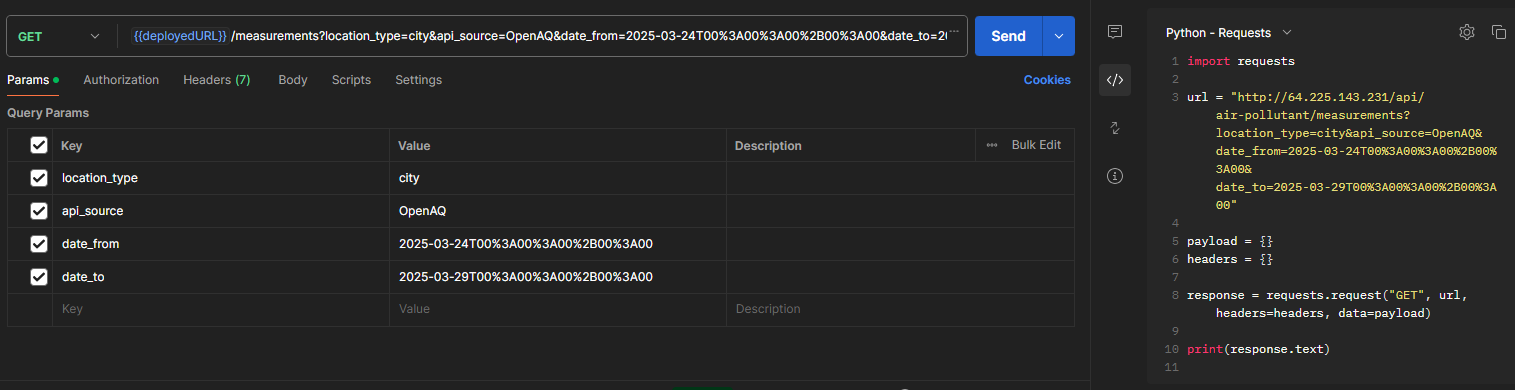 GET {{deployedURL}} /measurements?location_type=city&api_source=OpenAQ&date_from=2025-03-24T00%3A00%3A00%2B00%3A00&date_to=20 ... Send
Params Authorization Headers (7) Body Scripts Settings Cookies
Query Params
Key Value Description ... Bulk Edit
location_type city
api_source OpenAQ
date_from 2025-03-24T00%3A00%3A00%2B00%3A00
date_to 2025-03-29T00%3A00%3A00%2B00%3A00
Key Value Description
Python - Requests
1 import requests
2
3 url = "http://64.225.143.231/api/
air-pollutant/measurements?
location_type=city&api_source=OpenAQ&
date_from=2025-03-24T00%3A00%3A00%2B00%
3A00&
date_to=2025-03-29T00%3A00%3A00%2B00%3A
00"
4
5 payload = {}
6 headers = {}
7
8 response = requests.request("GET", url,
headers=headers, data=payload)
9
10 print(response.text)
11